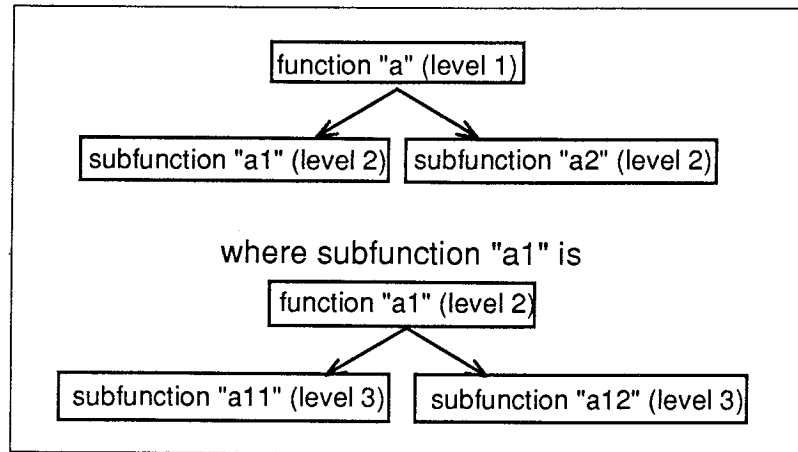 function "a" (level 1)
subfunction "a1" (level 2) subfunction "a2" (level 2)
where subfunction "a1" is
function "a1" (level 2)
subfunction "a11" (level 3) subfunction "a12" (level 3)